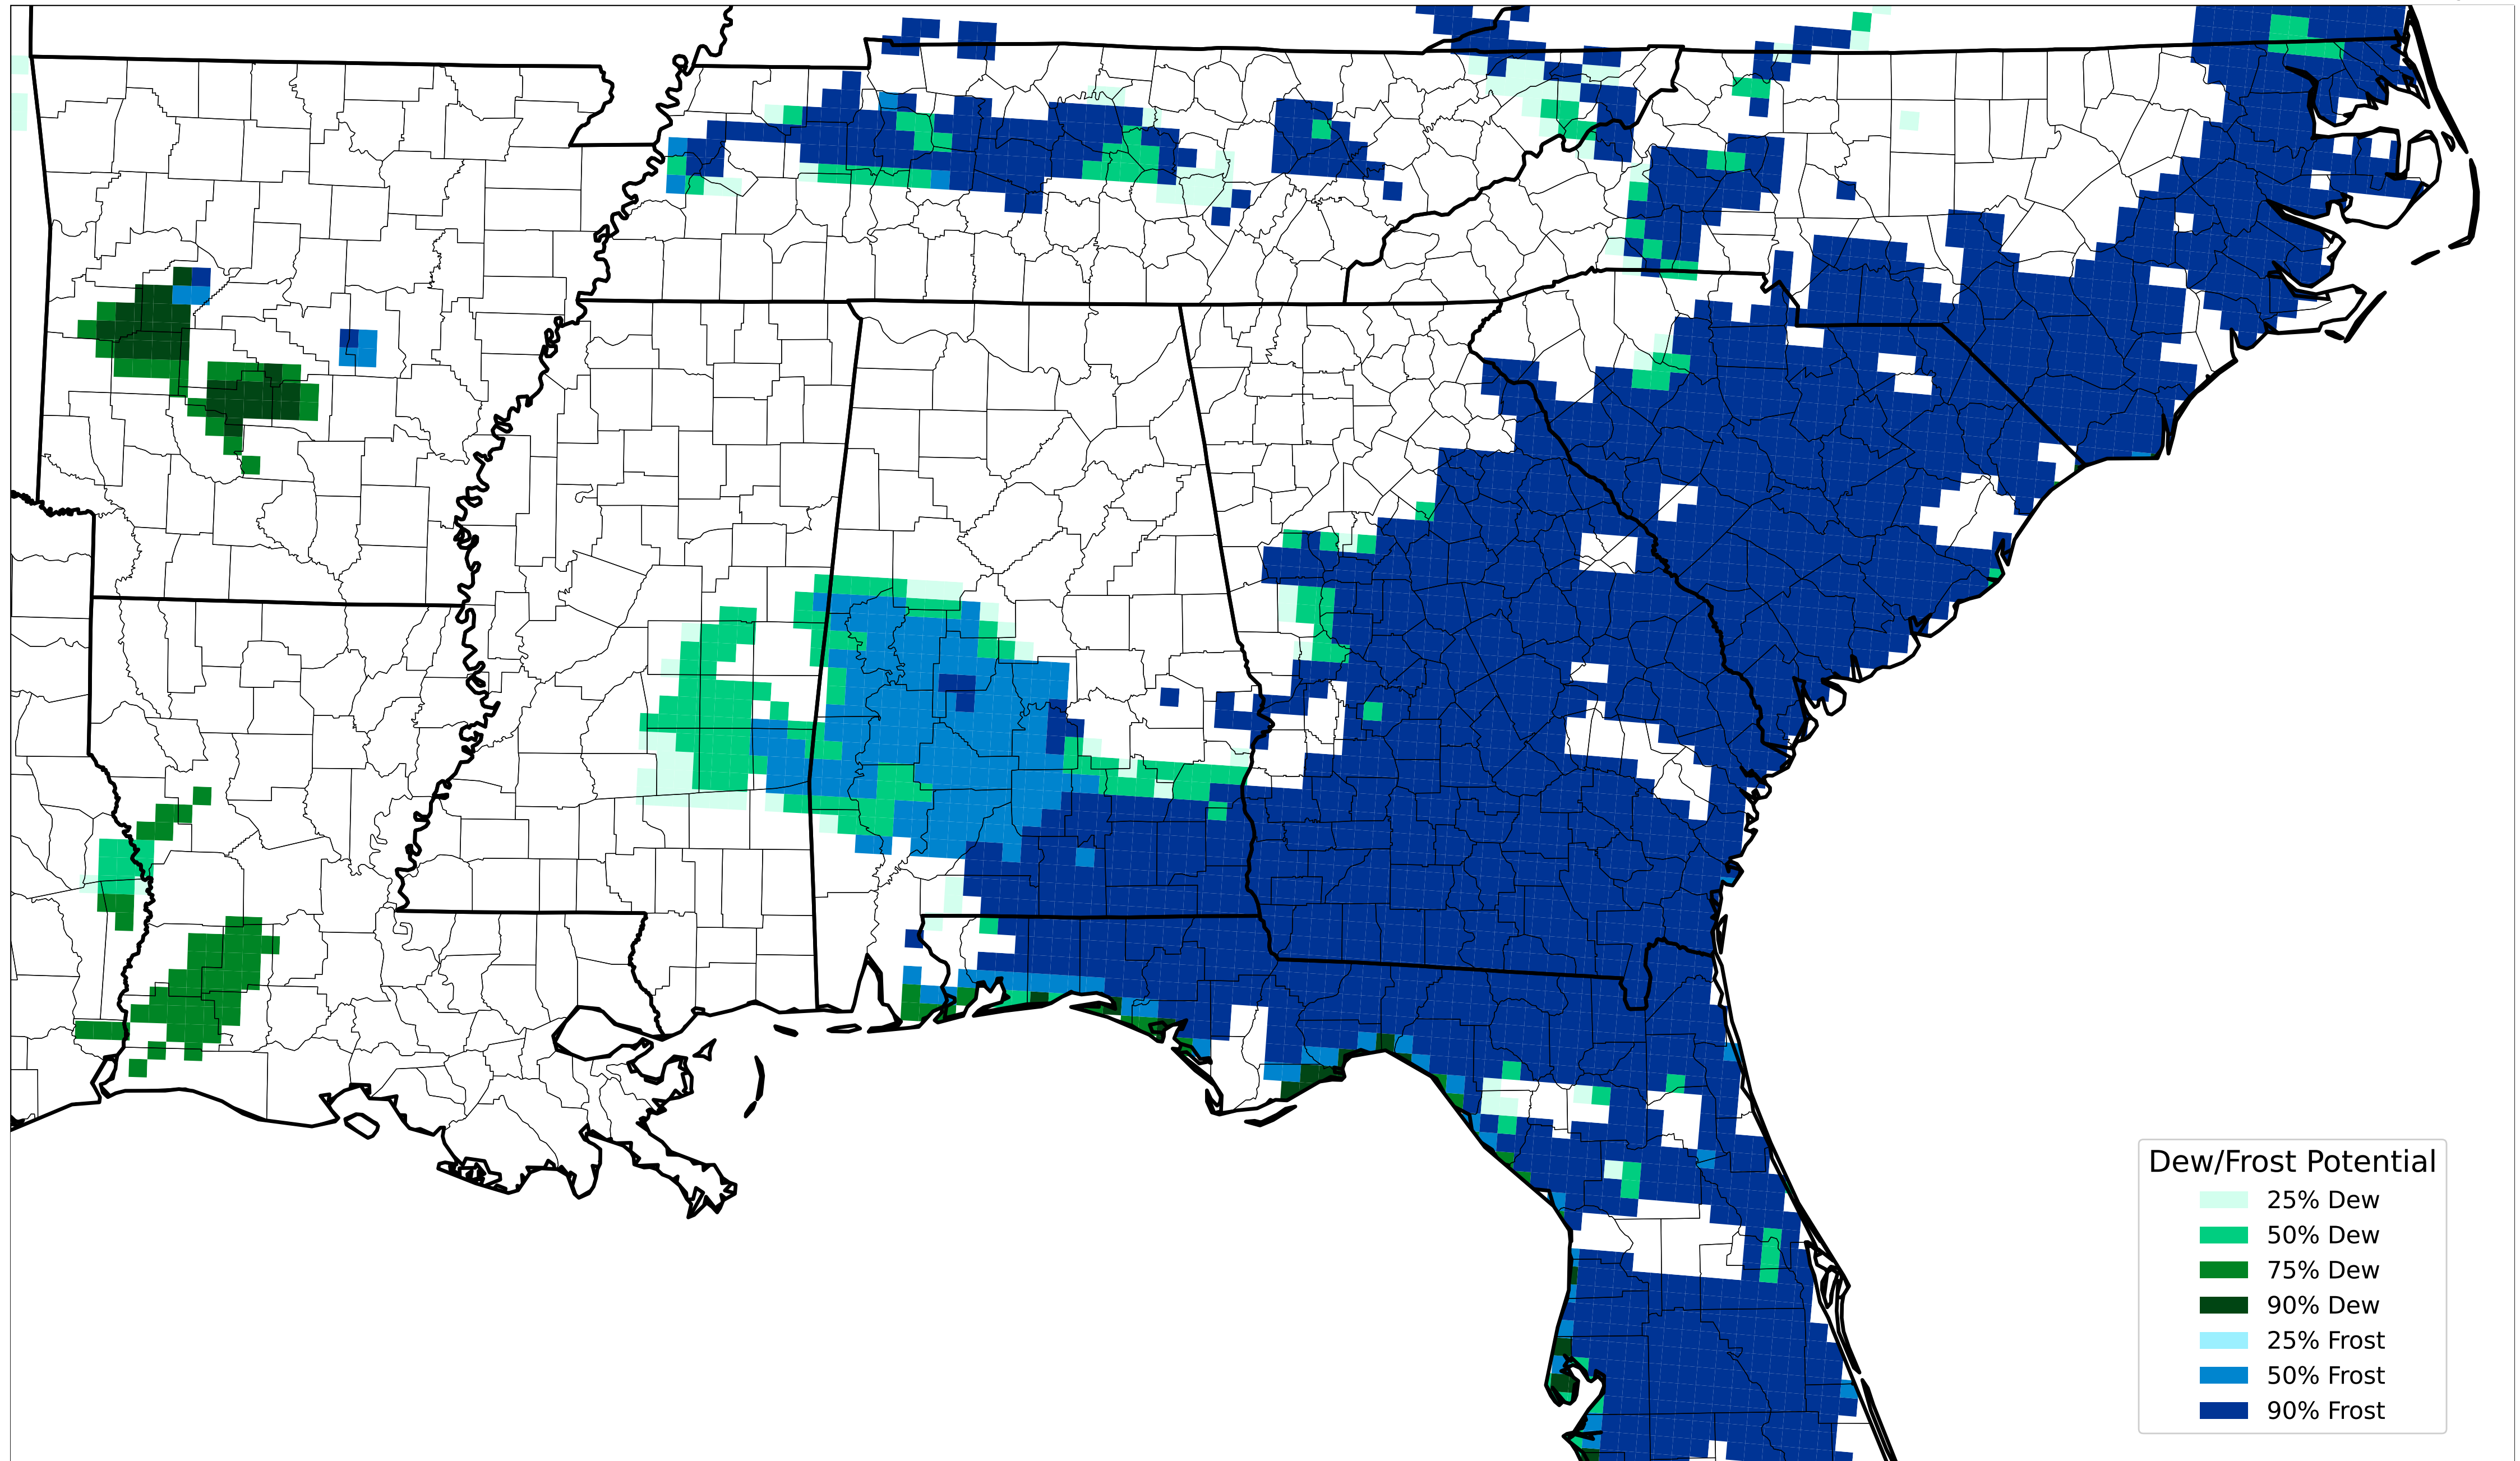 Dew/Frost Potential
25% Dew
50% Dew
75% Dew
90% Dew
25% Frost
50% Frost
90% Frost